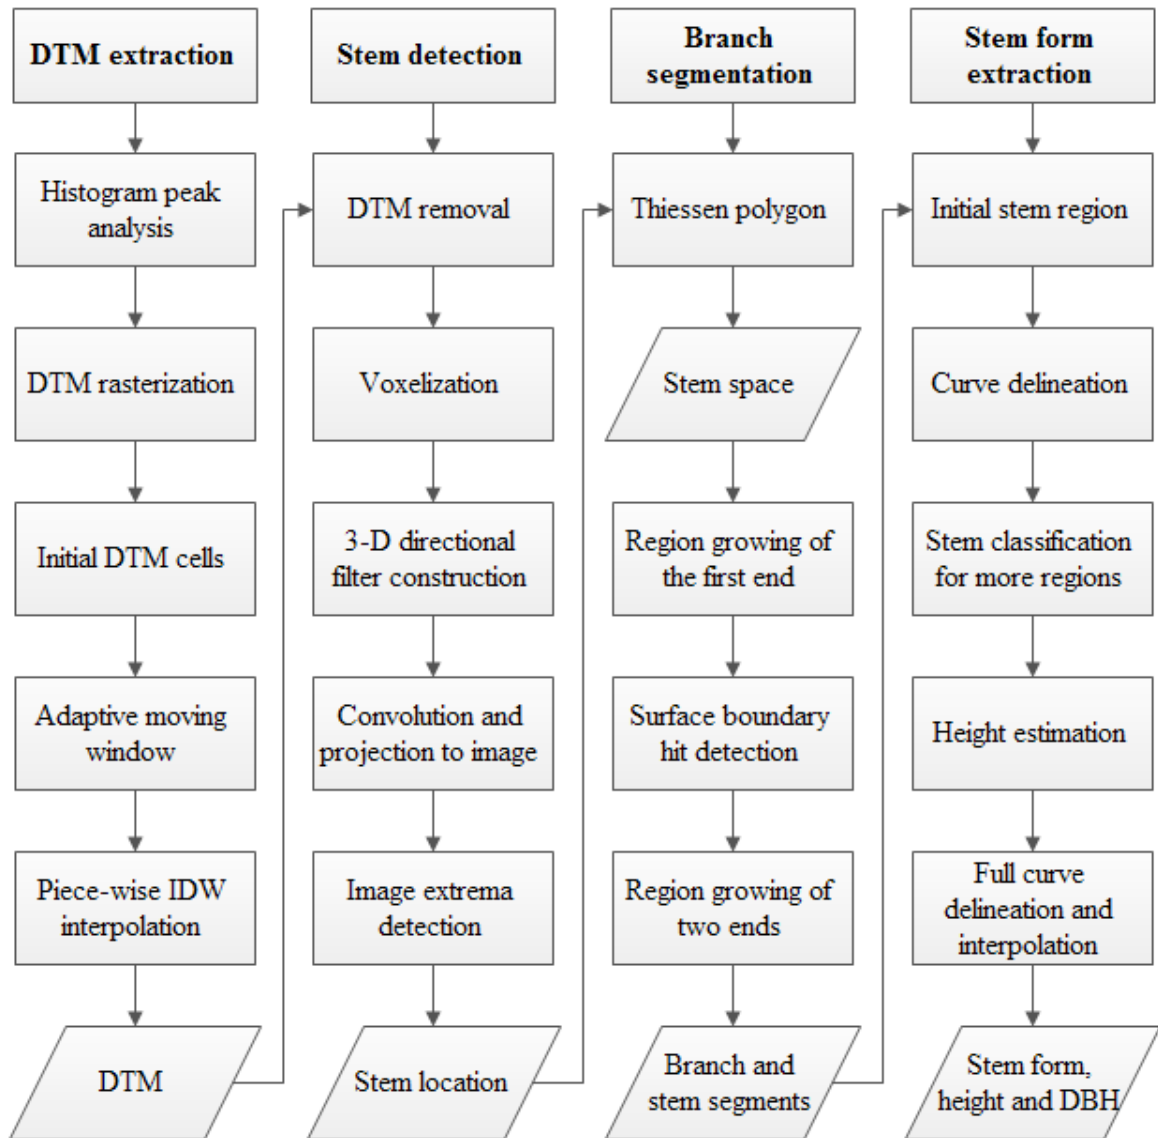 DTM extraction
Histogram peak
analysis
DTM rasterization
Initial DTM cells
Adaptive moving
window
Piece-wise IDW
interpolation
DTM
Stem detection
DTM removal
Voxelization
3-D directional
filter construction
Convolution and
projection to image
Image extrema
detection
Stem location
Branch
segmentation
Thiessen polygon
Stem space
Region growing of
the first end
Surface boundary
hit detection
Region growing of
two ends
Branch and
stem segments
Stem form
extraction
Initial stem region
Curve delineation
Stem classification
for more regions
Height estimation
Full curve
delineation and
interpolation
Stem form,
height and DBH